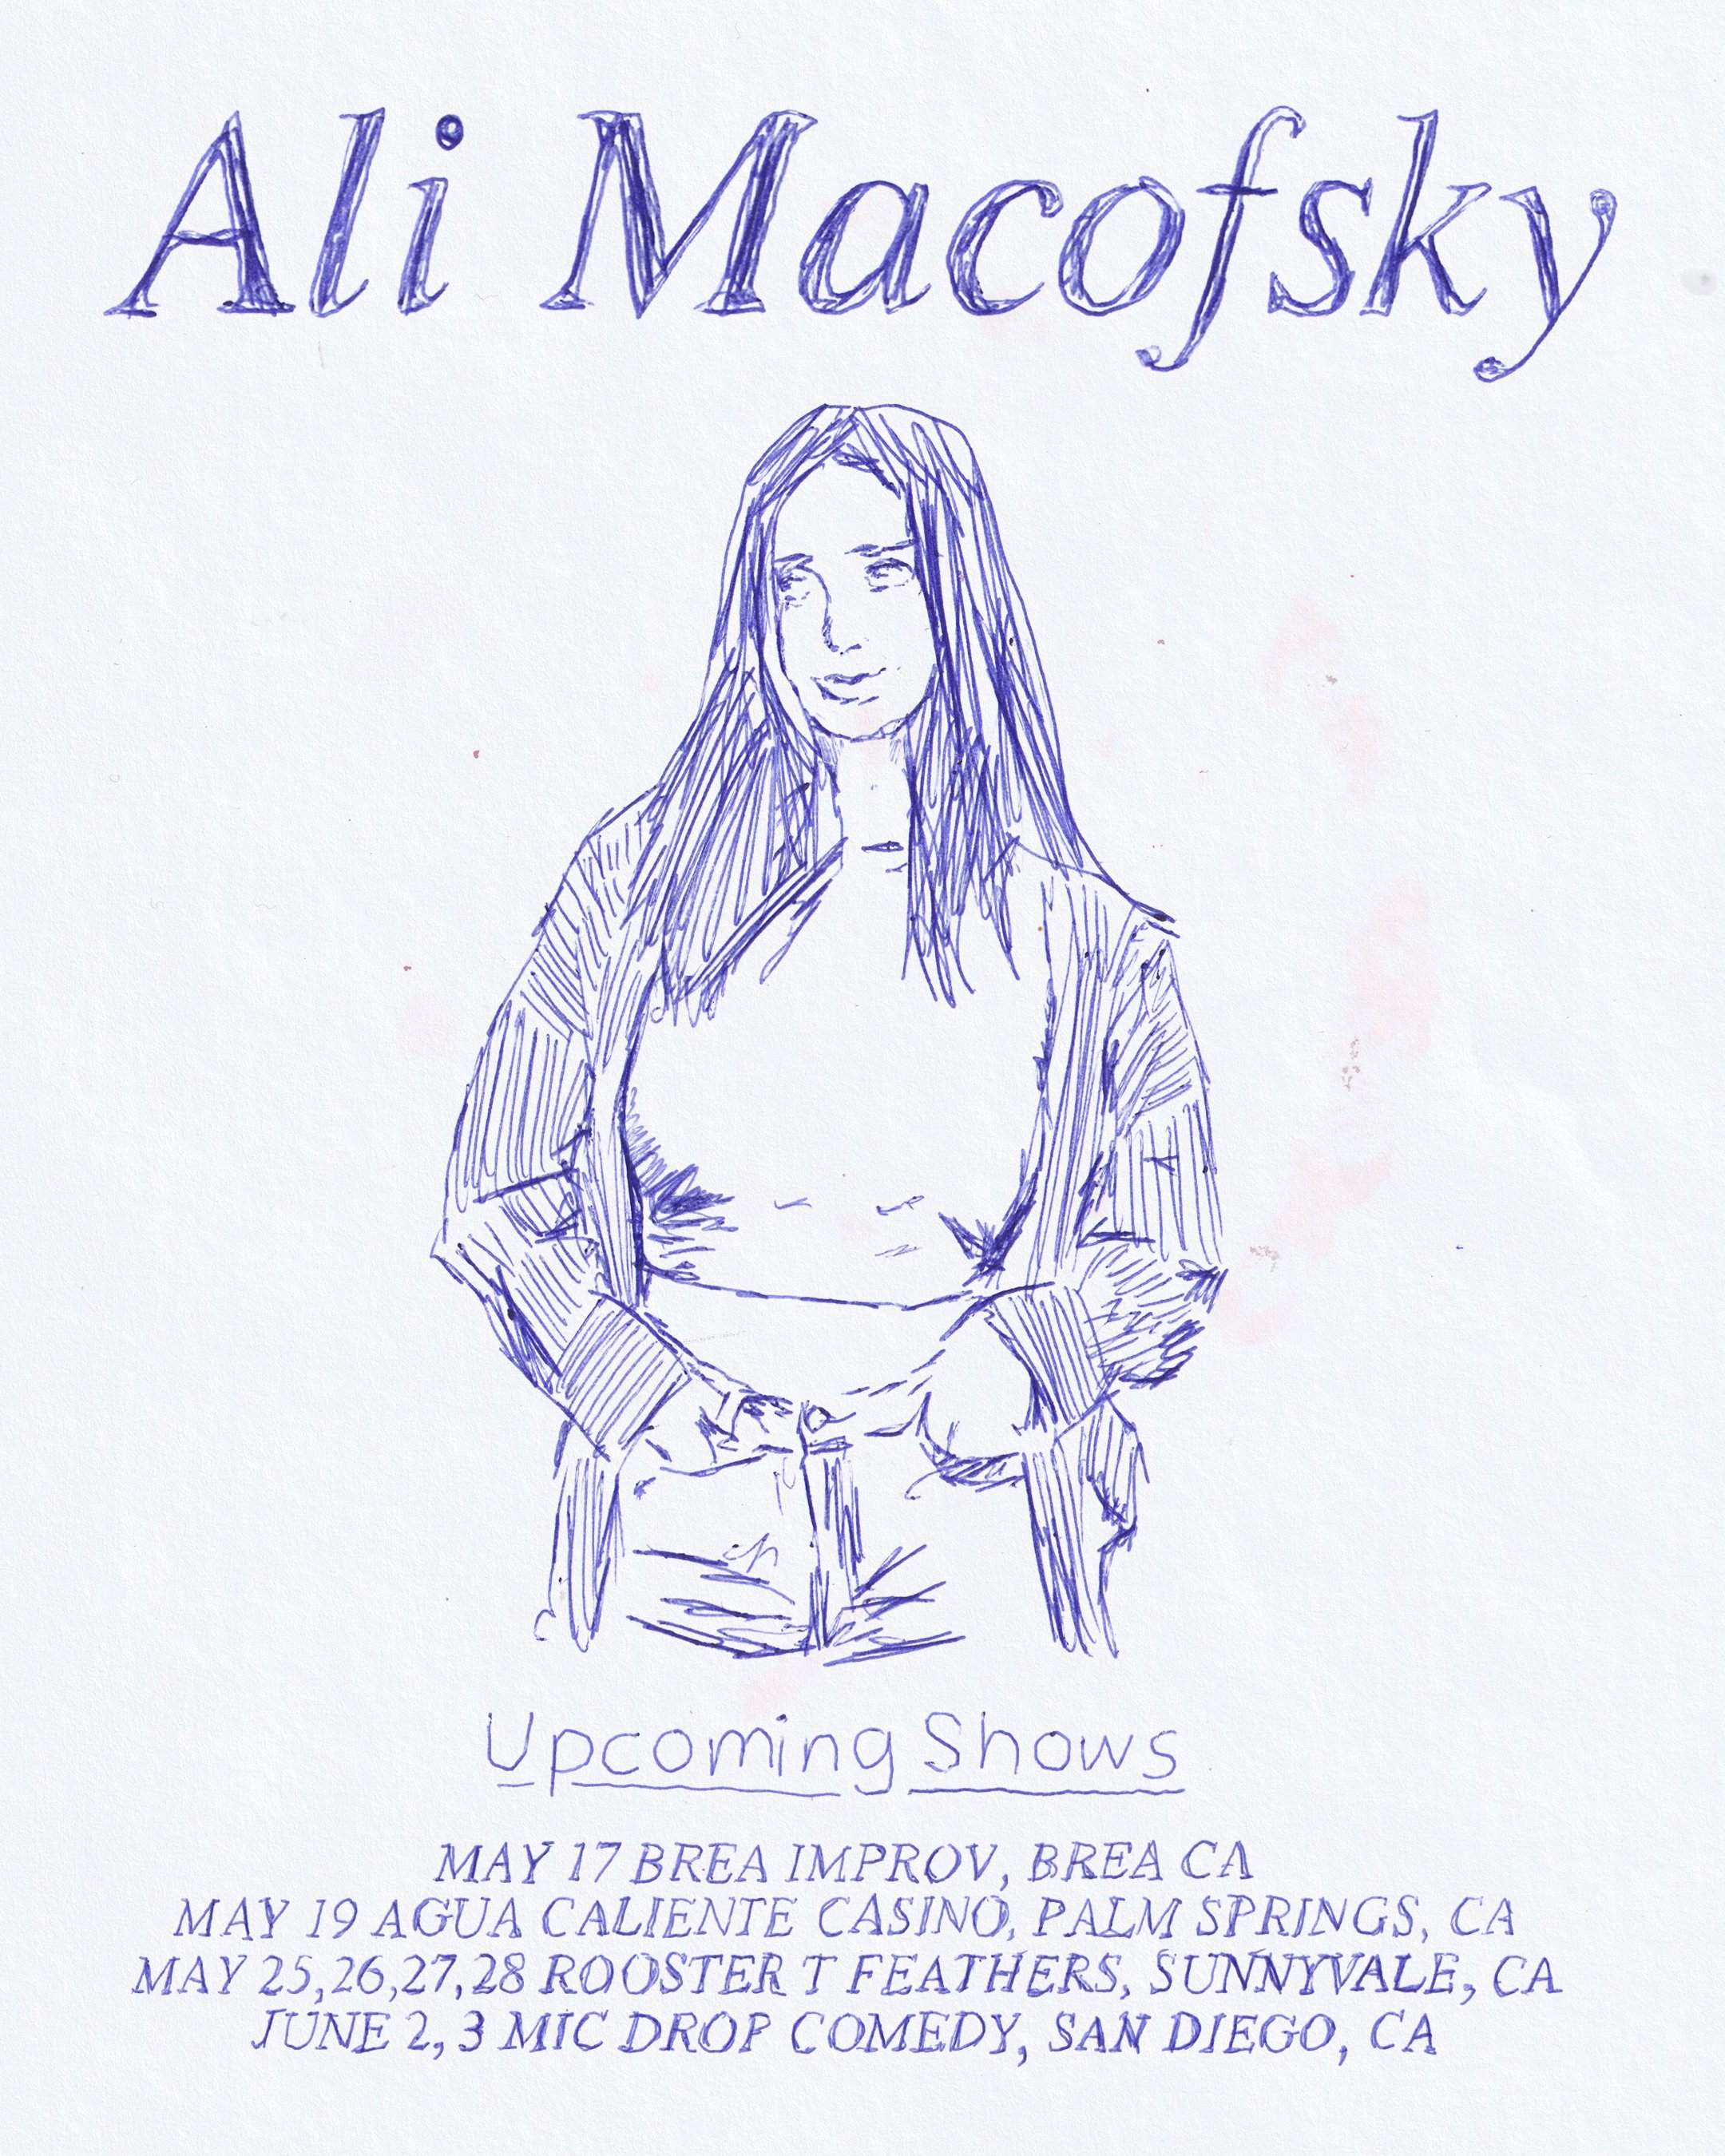 Ali Macofsky
Upcoming Shows
MAY 17 BREA IMPROV, BREA CA
MAY 19 AGUA CALIENTE CASINO, PALM SPRINGS, CA
MAY 25,26,27,28 ROOSTER T FEATHERS, SUNNYVALE, CA
JUNE 2, 3 MIC DROP COMEDY, SAN DIEGO, CA